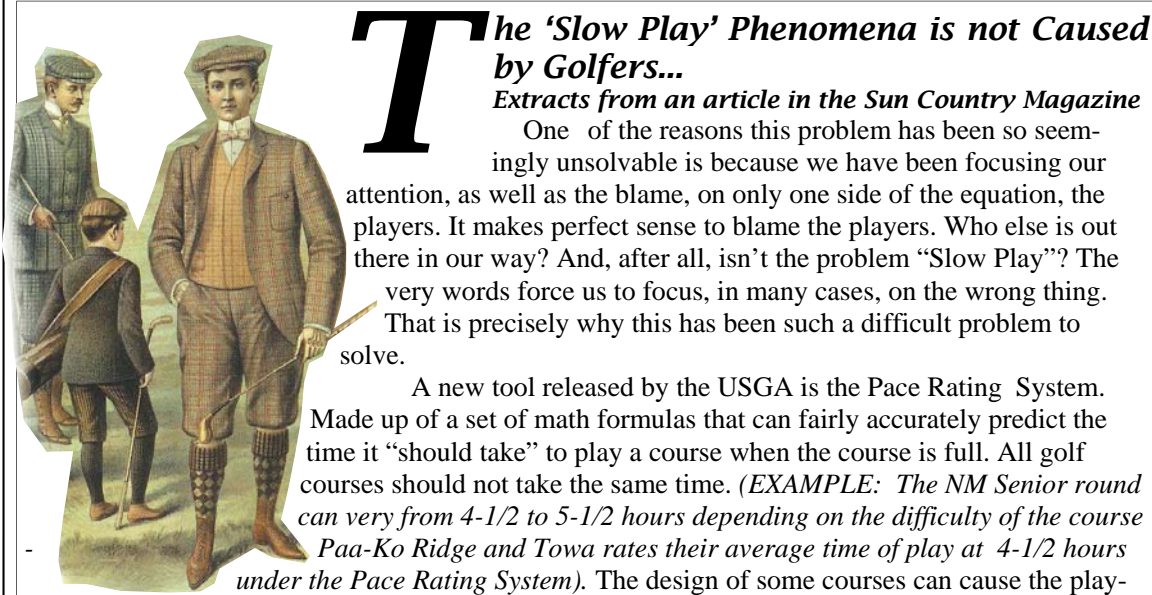 The ‘Slow Play’ Phenomena is not Caused
by Golfers...
Extracts from an article in the Sun Country Magazine
One of the reasons this problem has been so seem-
ingly unsolvable is because we have been focusing our
attention, as well as the blame, on only one side of the equation, the
players. It makes perfect sense to blame the players. Who else is out
there in our way? And, after all, isn’t the problem “Slow Play”? The
very words force us to focus, in many cases, on the wrong thing.
That is precisely why this has been such a difficult problem to
solve.
A new tool released by the USGA is the Pace Rating System.
Made up of a set of math formulas that can fairly accurately predict the
time it “should take” to play a course when the course is full. All golf
courses should not take the same time. (EXAMPLE: The NM Senior round
can very from 4-1/2 to 5-1/2 hours depending on the difficulty of the course
- Paa-Ko Ridge and Towa rates their average time of play at 4-1/2 hours
under the Pace Rating System). The design of some courses can cause the play-